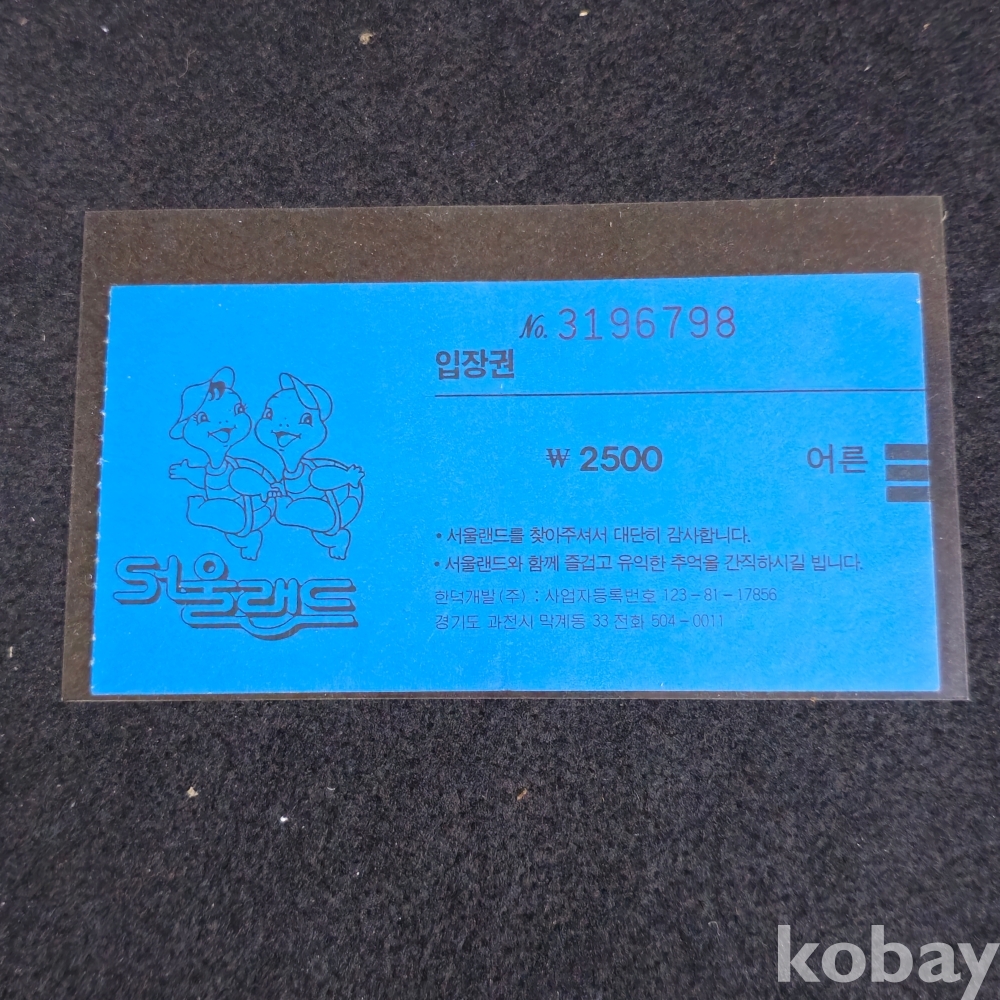 No. 3196798
입장권
₩ 2500 어른
• 서울랜드를 찾아주셔서 대단히 감사합니다.
• 서울랜드와 함께 즐겁고 유익한 추억을 간직하시길 빕니다.
한덕개발 (주) : 사업자등록번호 123-81-17856
경기도 과천시 막계동 33 전화 504-0011
서울랜드
kobay